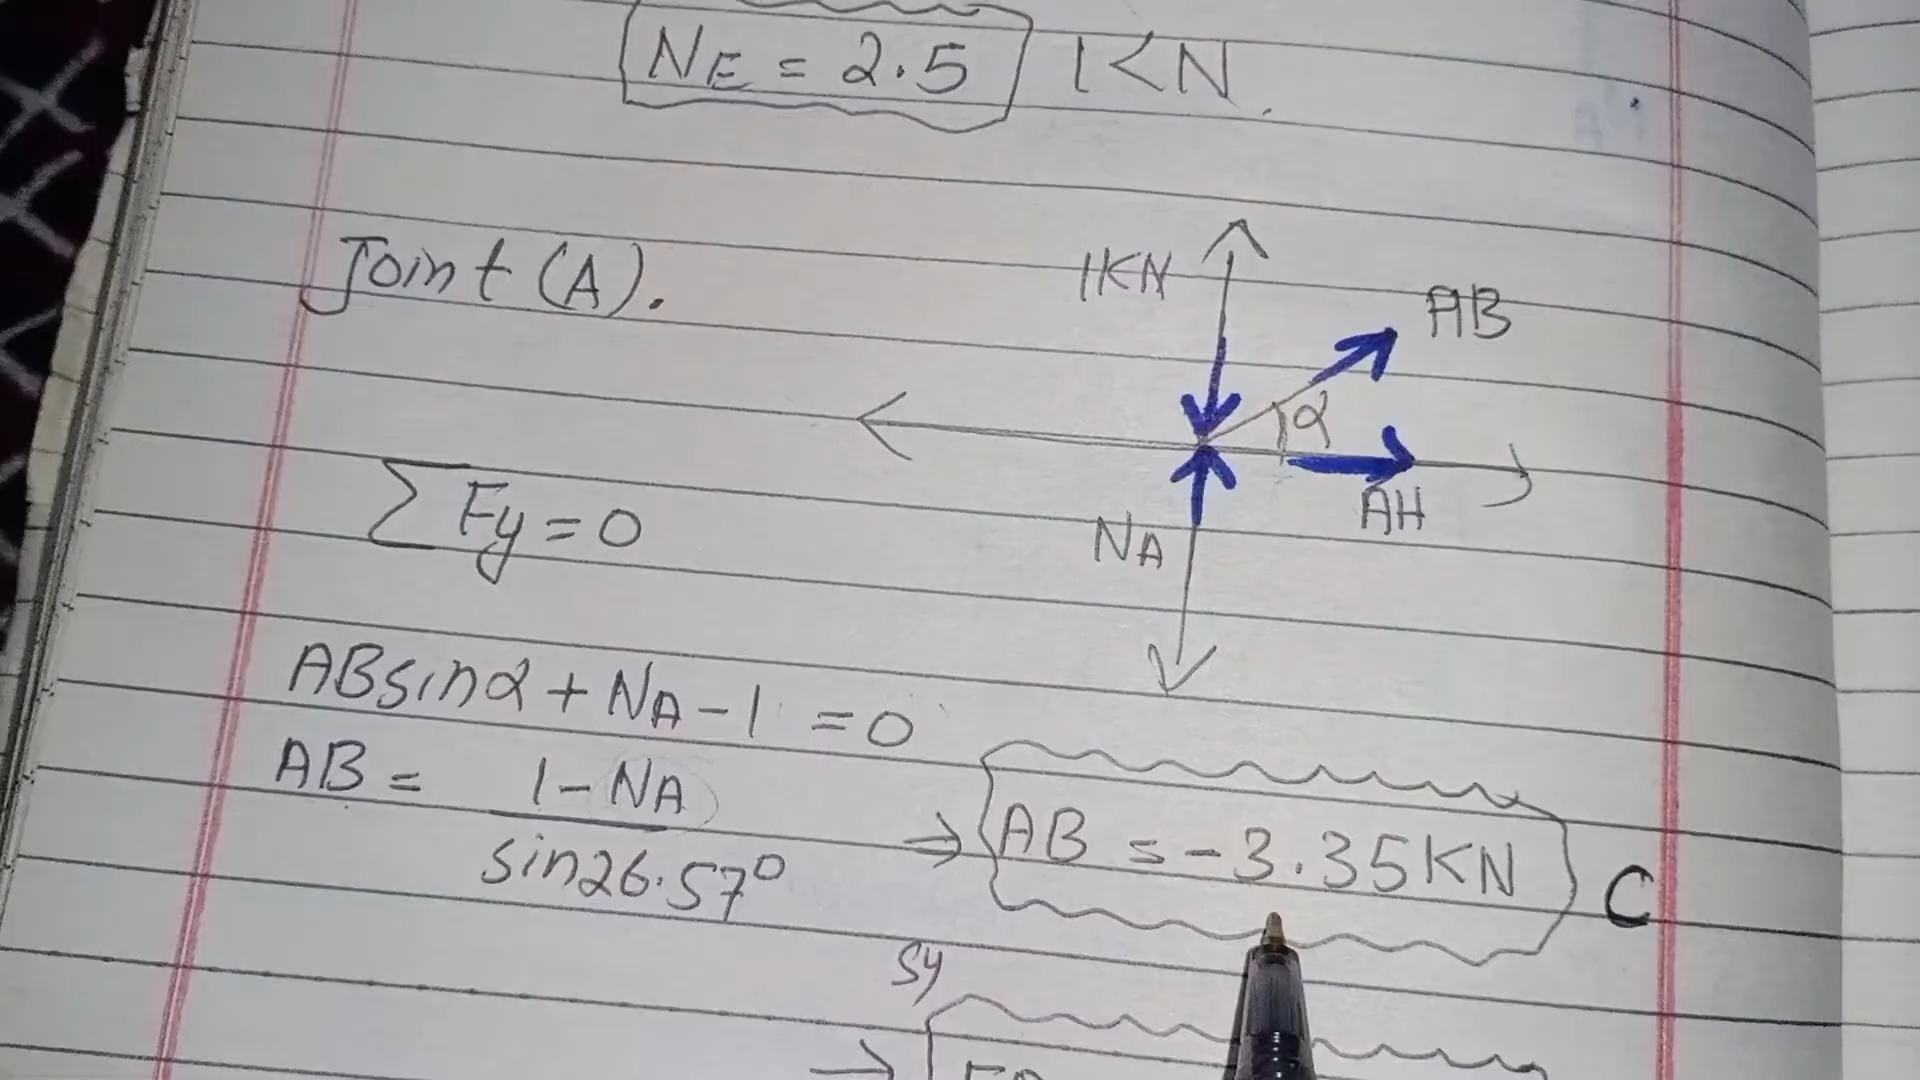 NE = 2.5 KN
Joint (A).
1KN
AB
α
AH
NA
∑ Fy = 0
ABsinα + NA - 1 = 0
AB = 1 - NA / sin26.57° → AB = -3.35KN C
Sy
→